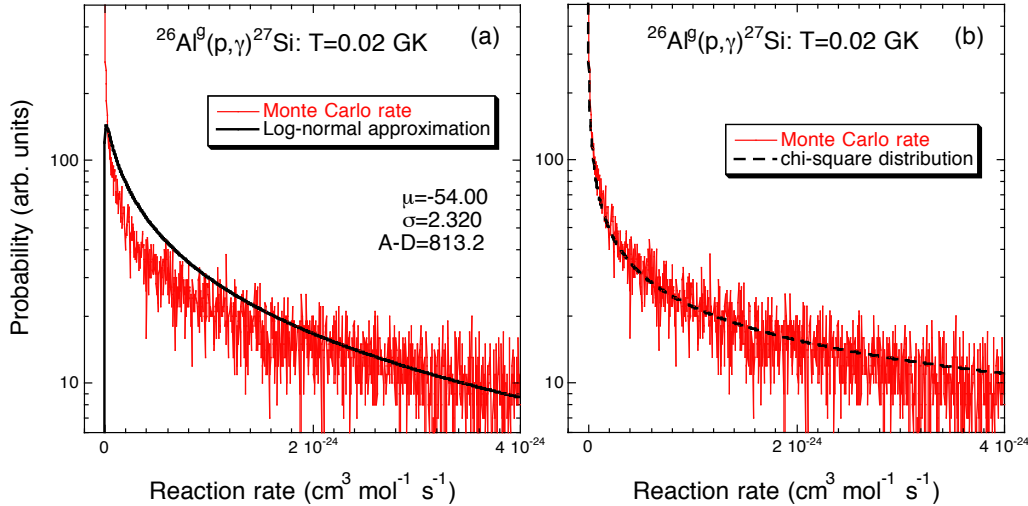 ²⁶Alᵍ(p,γ)²⁷Si: T=0.02 GK (a)
Monte Carlo rate
Log-normal approximation
μ=-54.00
σ=2.320
A-D=813.2
Probability (arb. units)
100
10
0 2 10⁻²⁴ 4 10⁻²⁴
Reaction rate (cm³ mol⁻¹ s⁻¹)
²⁶Alᵍ(p,γ)²⁷Si: T=0.02 GK (b)
Monte Carlo rate
chi-square distribution
100
10
0 2 10⁻²⁴ 4 10⁻²⁴
Reaction rate (cm³ mol⁻¹ s⁻¹)